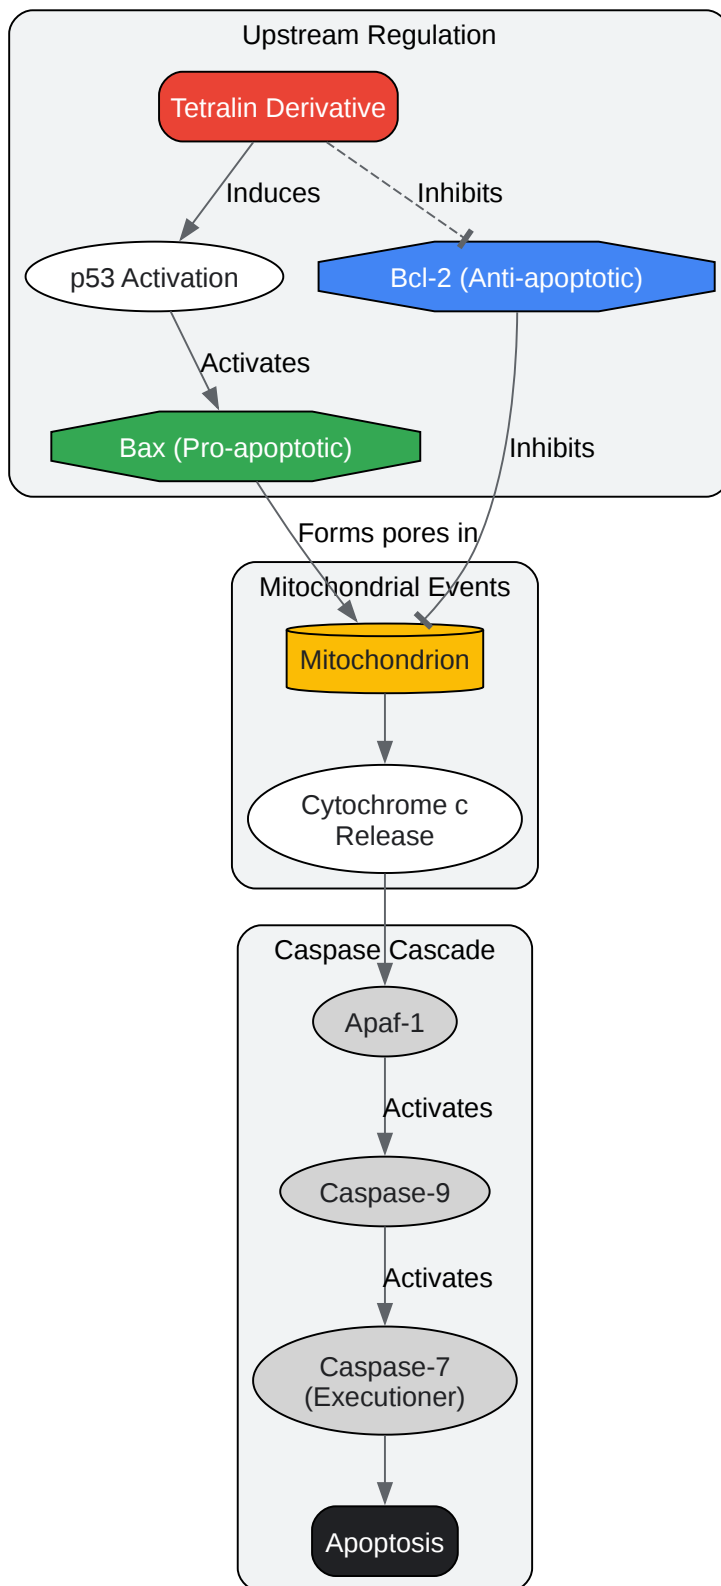 Upstream Regulation
Tetralin Derivative
Induces
Inhibits
p53 Activation
Bcl-2 (Anti-apoptotic)
Activates
Bax (Pro-apoptotic)
Inhibits
Forms pores in
Mitochondrial Events
Mitochondrion
Cytochrome c
Release
Caspase Cascade
Apaf-1
Activates
Caspase-9
Activates
Caspase-7
(Executioner)
Apoptosis